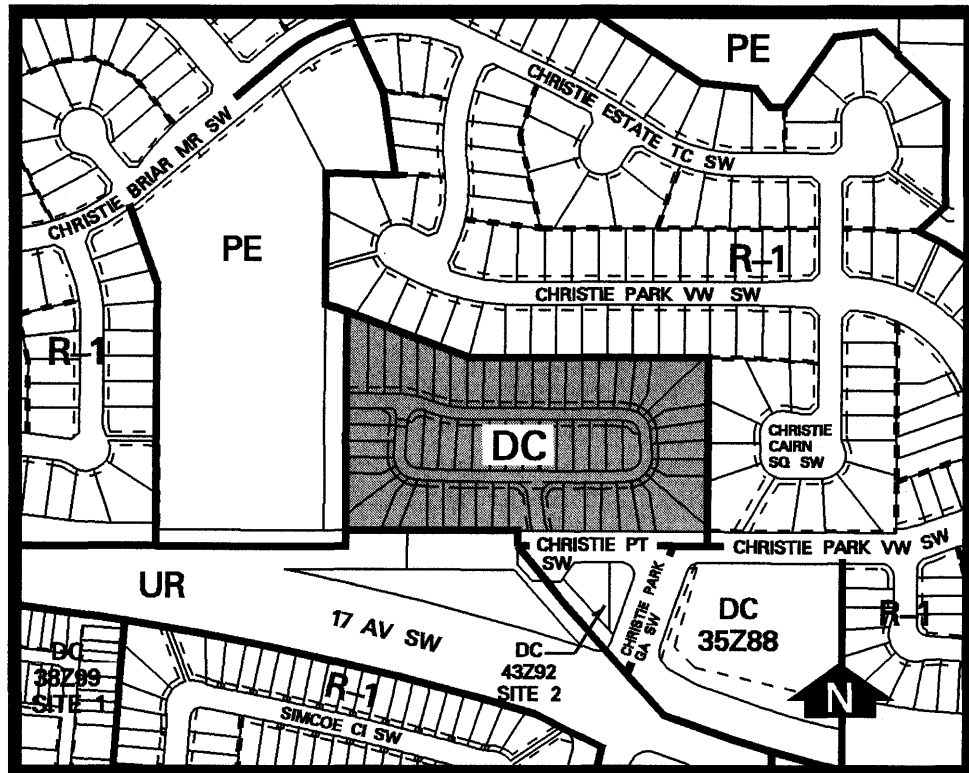 PE
CHRISTIE ESTATE TC SW
CHRISTIE BRIAR MR SW
PE
R-1
CHRISTIE PARK VW SW
R-1
DC
CHRISTIE
CAIRN
SQ SW
CHRISTIE PT
SW
CHRISTIE PARK VW SW
UR
CHRISTIE PARK
GA SW
DC
35Z88
R-1
17 AV SW
DC
43Z92
SITE 2
DC
38Z99
SITE 1
R-1
SIMCOE CI SW
N